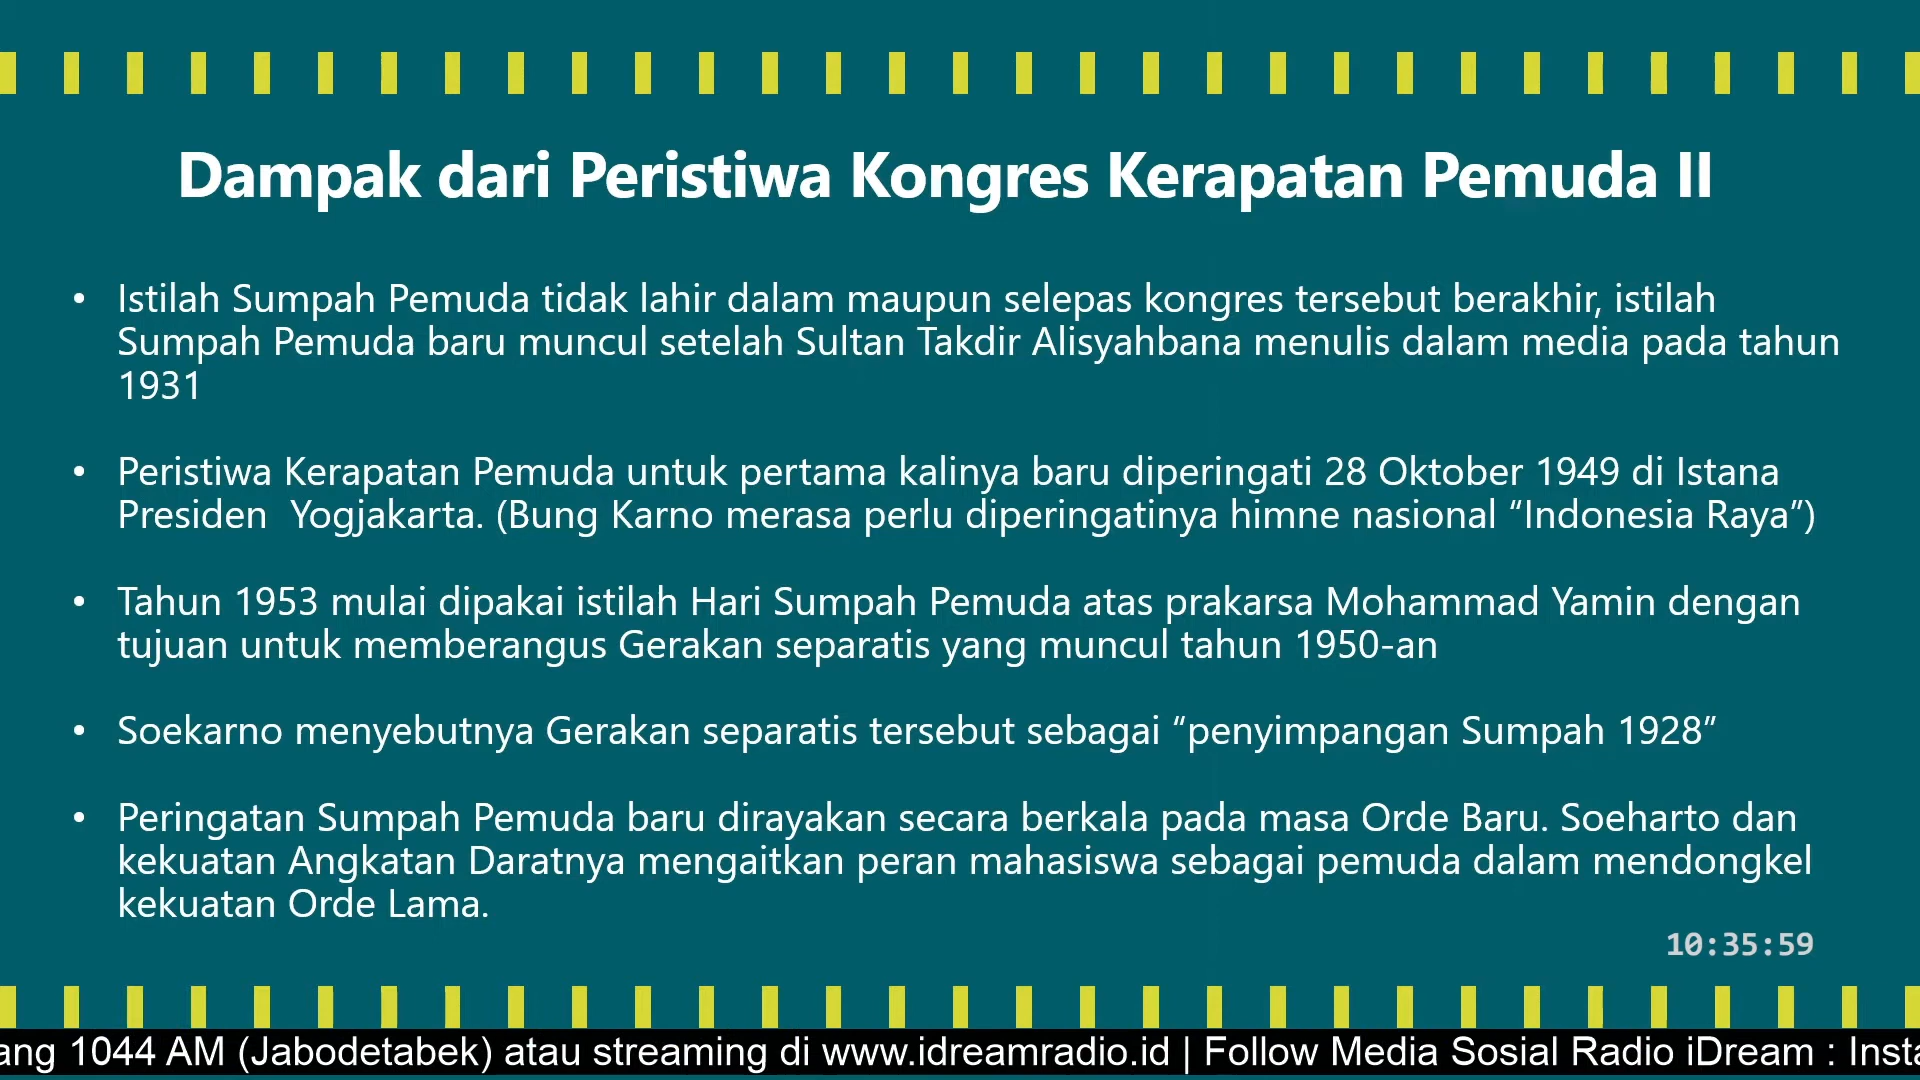 Dampak dari Peristiwa Kongres Kerapatan Pemuda II
• Istilah Sumpah Pemuda tidak lahir dalam maupun selepas kongres tersebut berakhir, istilah
Sumpah Pemuda baru muncul setelah Sultan Takdir Alisyahbana menulis dalam media pada tahun
1931
• Peristiwa Kerapatan Pemuda untuk pertama kalinya baru diperingati 28 Oktober 1949 di Istana
Presiden  Yogjakarta. (Bung Karno merasa perlu diperingatinya himne nasional “Indonesia Raya”)
• Tahun 1953 mulai dipakai istilah Hari Sumpah Pemuda atas prakarsa Mohammad Yamin dengan
tujuan untuk memberangus Gerakan separatis yang muncul tahun 1950-an
• Soekarno menyebutnya Gerakan separatis tersebut sebagai “penyimpangan Sumpah 1928”
• Peringatan Sumpah Pemuda baru dirayakan secara berkala pada masa Orde Baru. Soeharto dan
kekuatan Angkatan Daratnya mengaitkan peran mahasiswa sebagai pemuda dalam mendongkel
kekuatan Orde Lama.
10:35:59
ang 1044 AM (Jabodetabek) atau streaming di www.idreamradio.id | Follow Media Sosial Radio iDream : Insta